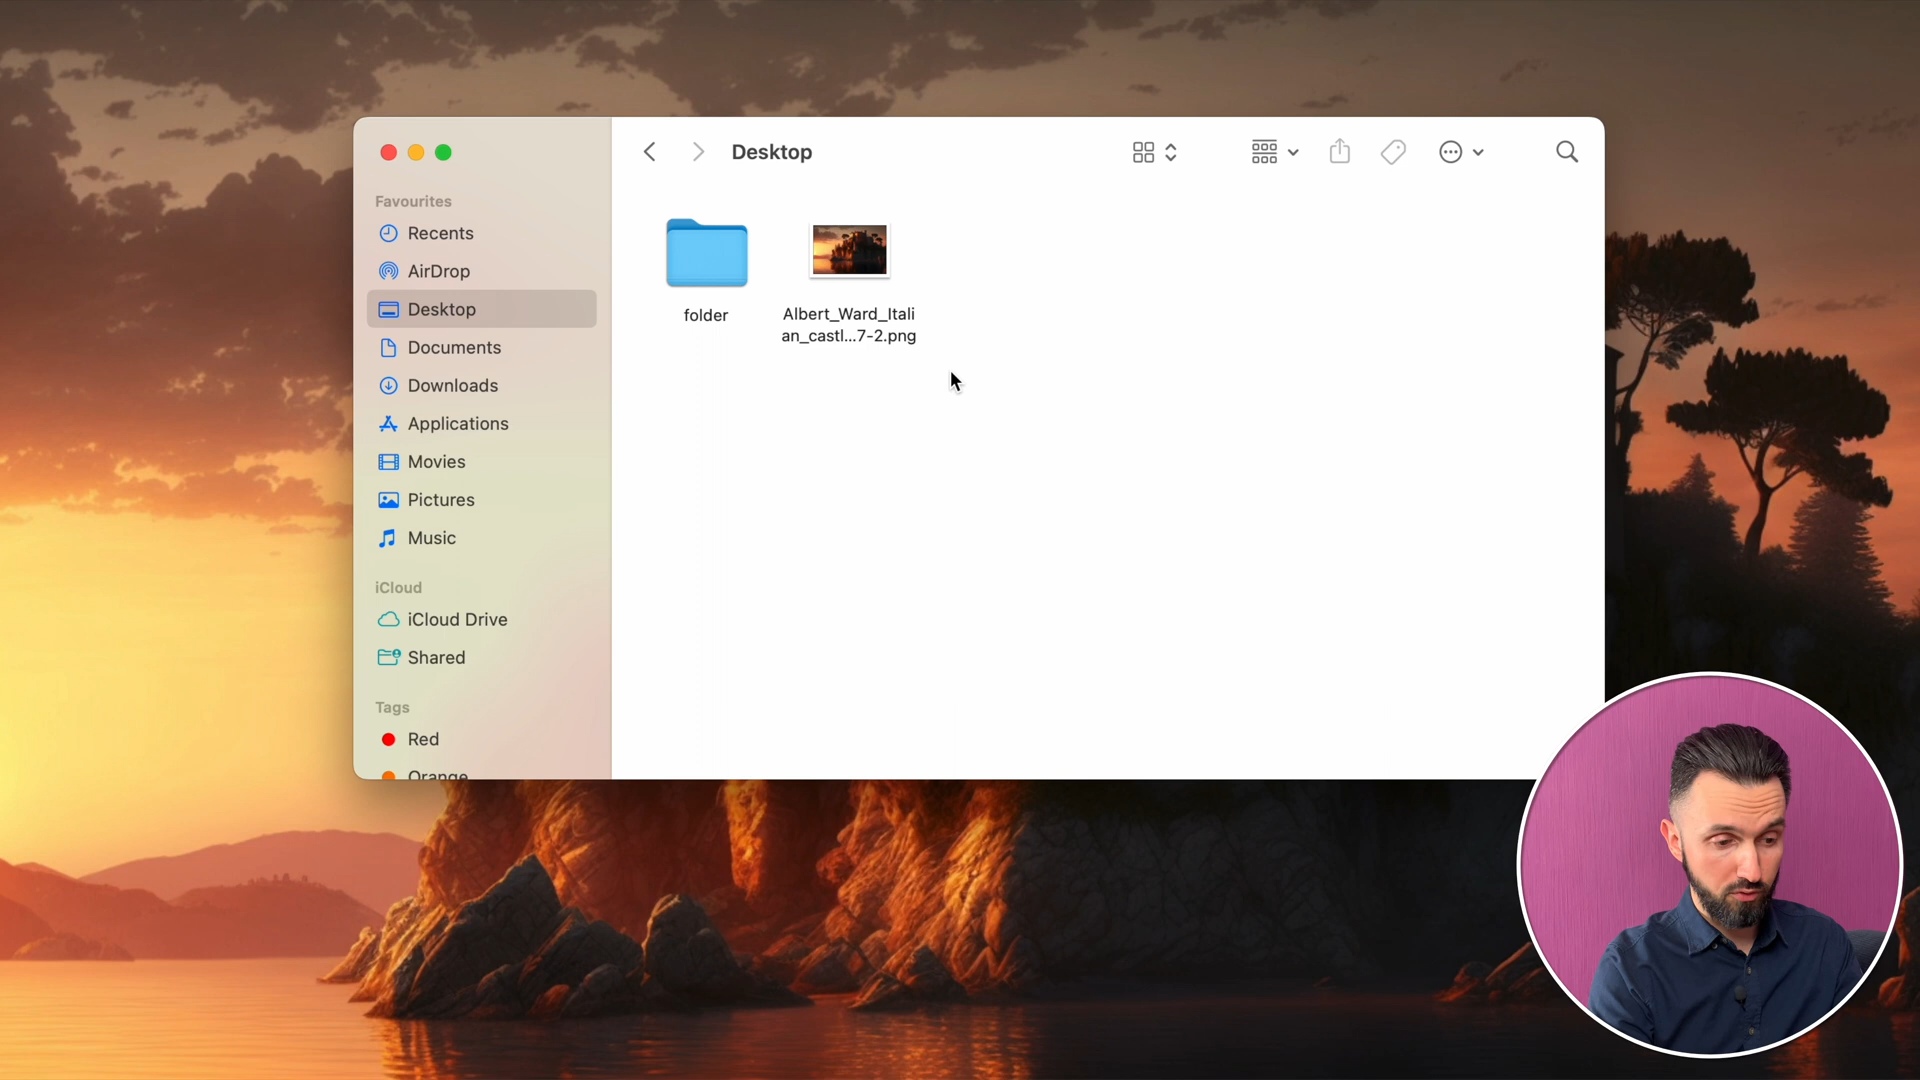 Desktop
Favourites
Recents
AirDrop
Desktop
Documents
Downloads
Applications
Movies
Pictures
Music
iCloud
iCloud Drive
Shared
Tags
Red
Orange
folder
Albert_Ward_Itali
an_castl...7-2.png